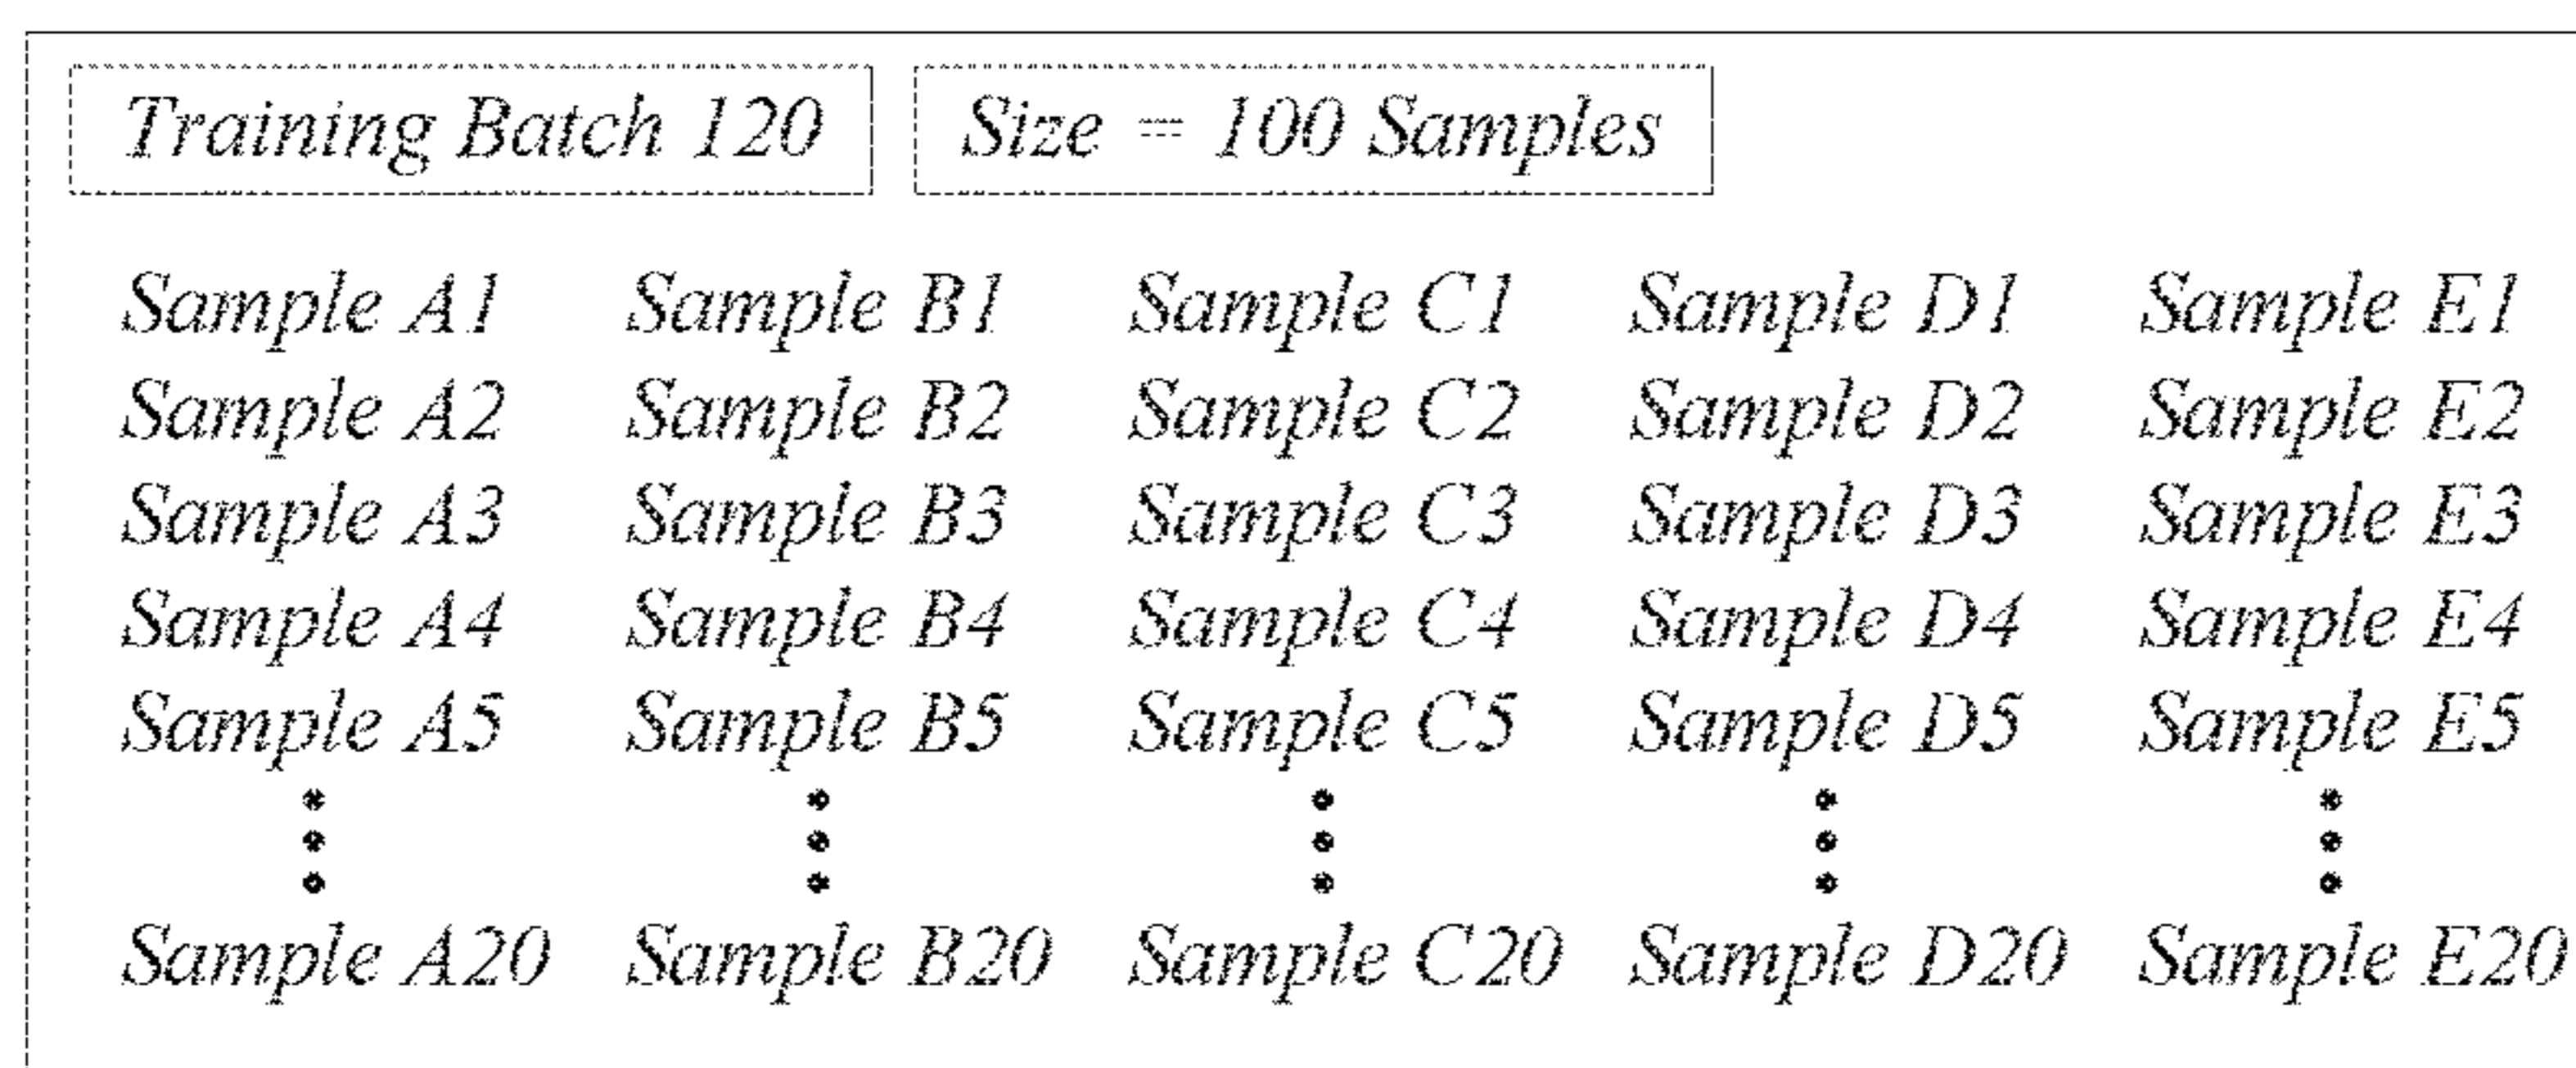 Training Batch 120 Size = 100 Samples
Sample A1 Sample B1 Sample C1 Sample D1 Sample E1
Sample A2 Sample B2 Sample C2 Sample D2 Sample E2
Sample A3 Sample B3 Sample C3 Sample D3 Sample E3
Sample A4 Sample B4 Sample C4 Sample D4 Sample E4
Sample A5 Sample B5 Sample C5 Sample D5 Sample E5
Sample A20 Sample B20 Sample C20 Sample D20 Sample E20